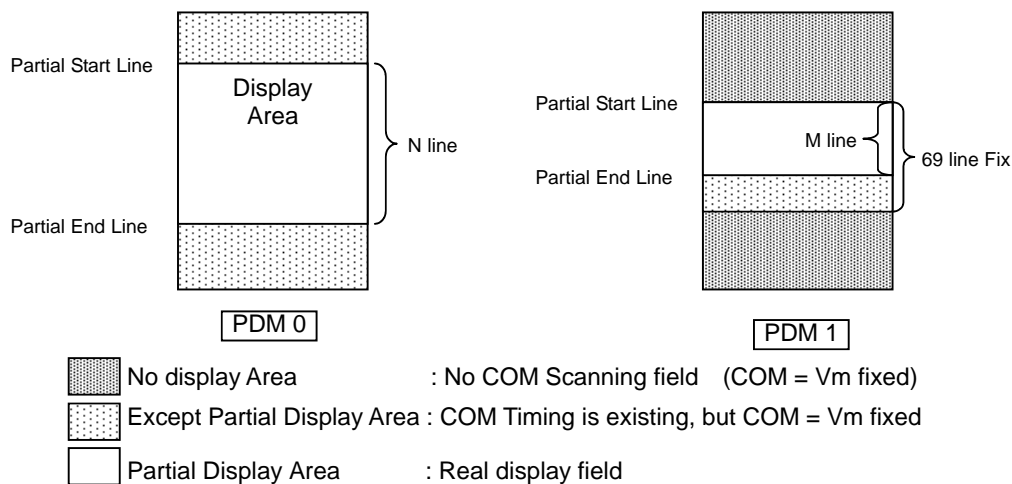 Partial Start Line
Display
Area
N line
Partial End Line
PDM 0
Partial Start Line
M line
69 line Fix
Partial End Line
PDM 1
No display Area : No COM Scanning field (COM = Vm fixed)
Except Partial Display Area : COM Timing is existing, but COM = Vm fixed
Partial Display Area : Real display field